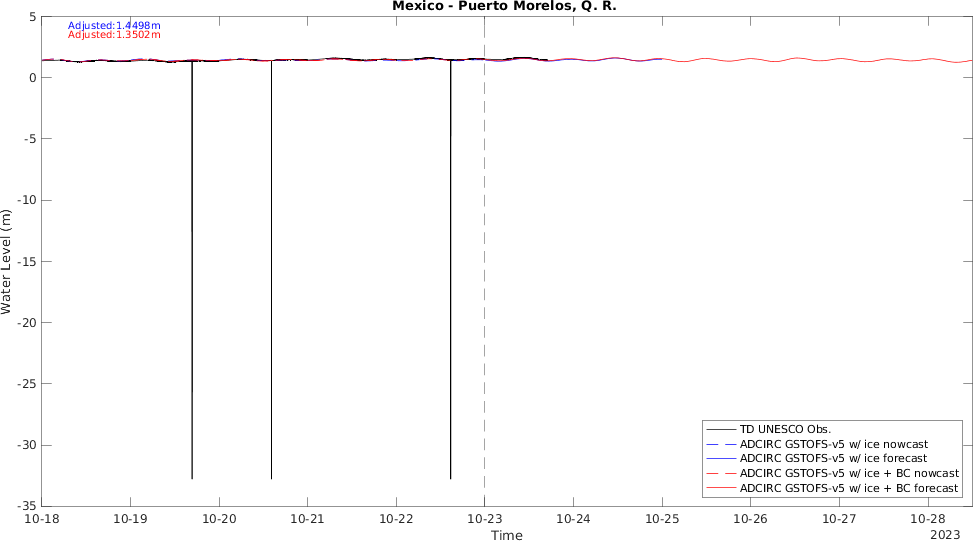 Mexico - Puerto Morelos, Q. R.
Adjusted:1.4498m
Adjusted:1.3502m
5
0
-5
-10
-15
-20
-25
-30
-35
Water Level (m)
TD UNESCO Obs.
ADCIRC GSTOFS-v5 w/ ice nowcast
ADCIRC GSTOFS-v5 w/ ice forecast
ADCIRC GSTOFS-v5 w/ ice + BC nowcast
ADCIRC GSTOFS-v5 w/ ice + BC forecast
10-18 10-19 10-20 10-21 10-22 10-23 10-24 10-25 10-26 10-27 10-28
Time
2023